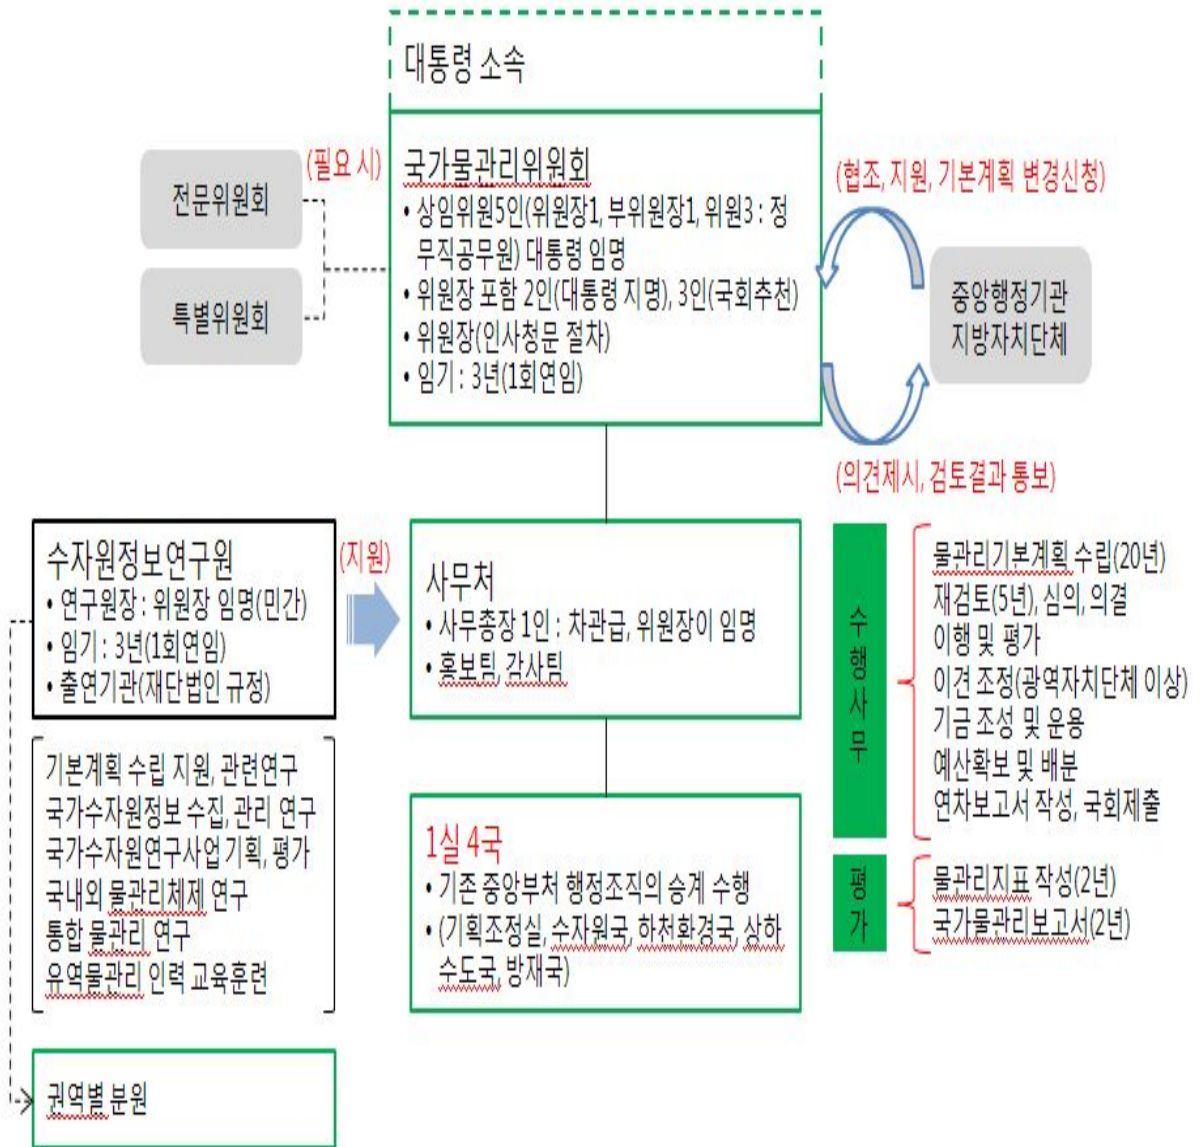 대통령 소속
국가물관리위원회
• 상임위원5인(위원장1, 부위원장1, 위원3 : 정
무직공무원) 대통령 임명
• 위원장 포함 2인(대통령 지명), 3인(국회추천)
• 위원장(인사청문 절차)
• 임기 : 3년(1회연임)
(필요 시)
전문위원회
특별위원회
(협조, 지원, 기본계획 변경신청)
중앙행정기관
지방자치단체
(의견제시, 검토결과 통보)
수자원정보연구원
• 연구원장 : 위원장 임명(민간)
• 임기 : 3년(1회연임)
• 출연기관(재단법인 규정)
(지원)
사무처
• 사무총장 1인 : 차관급, 위원장이 임명
• 홍보팀, 감사팀
수행사무
물관리기본계획 수립(20년)
재검토(5년), 심의, 의결
이행 및 평가
이견 조정(광역자치단체 이상)
기금 조성 및 운용
예산확보 및 배분
연차보고서 작성, 국회제출
기본계획 수립 지원, 관련연구
국가수자원정보 수집, 관리 연구
국가수자원연구사업 기획, 평가
국내외 물관리체제 연구
통합 물관리 연구
유역물관리 인력 교육훈련
1실 4국
• 기존 중앙부처 행정조직의 승계 수행
• (기획조정실, 수자원국, 하천환경국, 상하
수도국, 방재국)
평가
물관리지표 작성(2년)
국가물관리보고서(2년)
권역별 분원